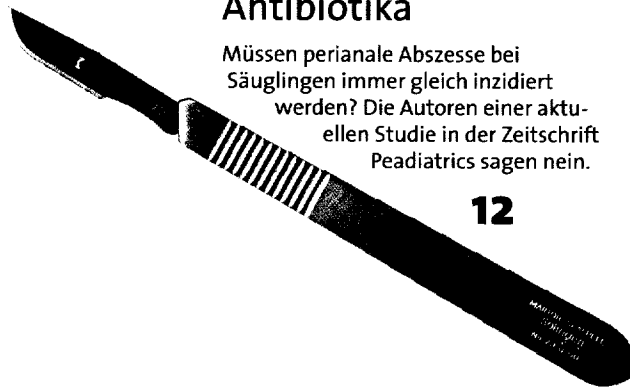 Antibiotika
Müssen perianale Abszesse bei
Säuglingen immer gleich inzidiert
werden? Die Autoren einer aktu-
ellen Studie in der Zeitschrift
Peadiatrics sagen nein.
12